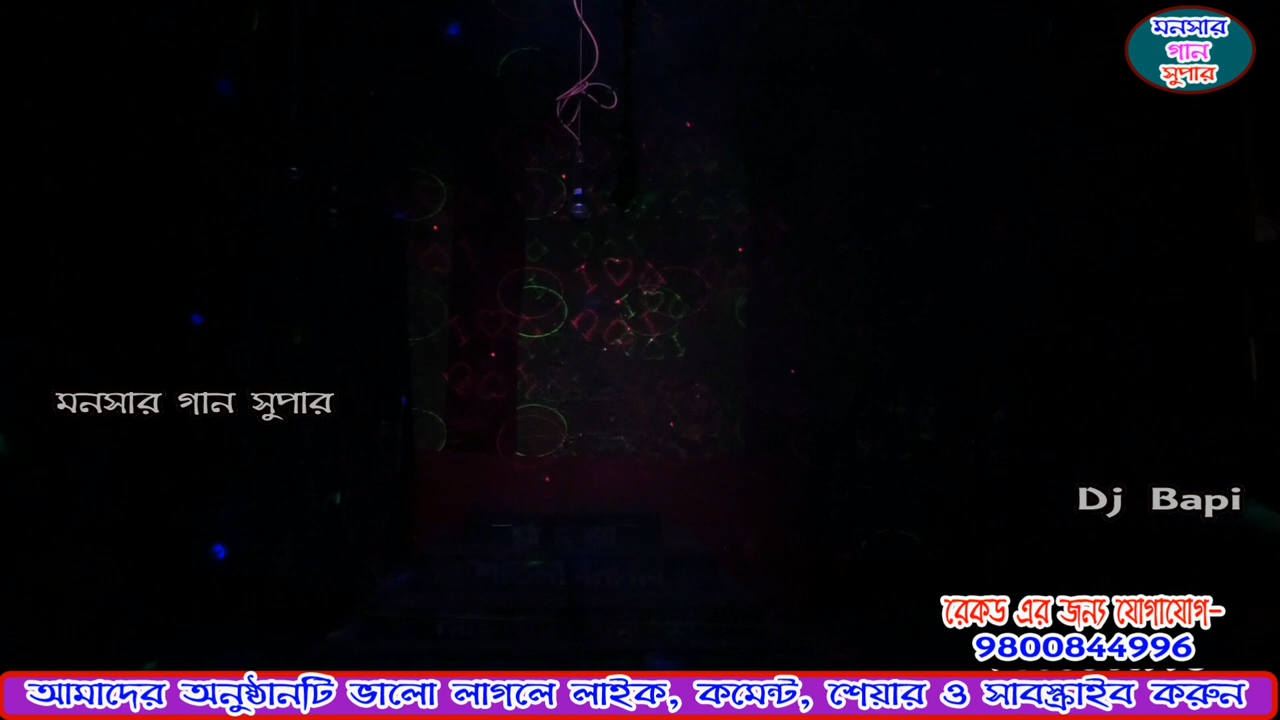 মনসার
গান
সুপার
I ♥
মনসার গান সুপার
Dj Bapi
রেকড এর জন্য যোগাযোগ-
9800844996
আমাদের অনুষ্ঠানটি ভালো লাগলে লাইক, কমেন্ট, শেয়ার ও সাবস্ক্রাইব করুন